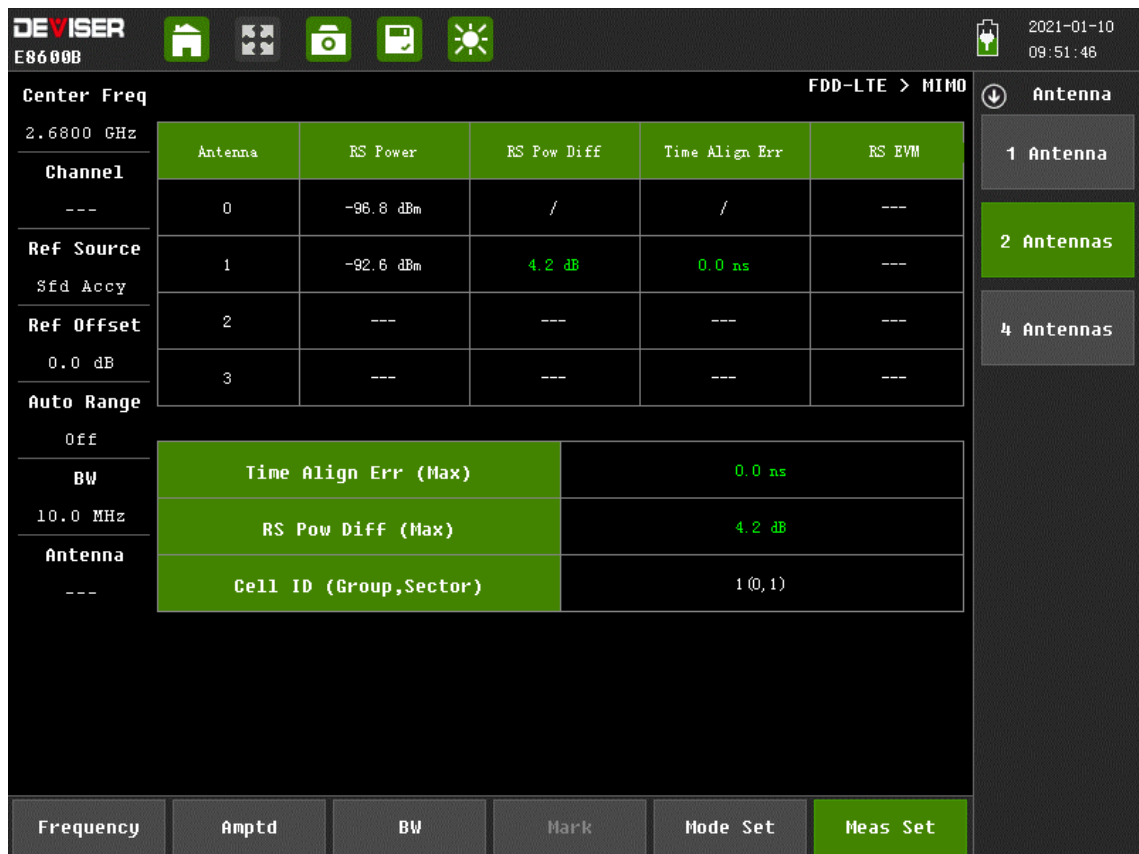 DEVISER
E8600B
2021-01-10
09:51:46
Center Freq
2.6800 GHz
Channel
---
Ref Source
Sfd Accy
Ref Offset
0.0 dB
Auto Range
Off
BW
10.0 MHz
Antenna
---
FDD-LTE > MIMO
Antenna RS Power RS Pow Diff Time Align Err RS EVM
0 -96.8 dBm / / ---
1 -92.6 dBm 4.2 dB 0.0 ns ---
2 --- --- --- ---
3 --- --- --- ---
Time Align Err (Max) 0.0 ns
RS Pow Diff (Max) 4.2 dB
Cell ID (Group,Sector) 1(0,1)
Antenna
1 Antenna
2 Antennas
4 Antennas
Frequency Amptd BW Mark Mode Set Meas Set